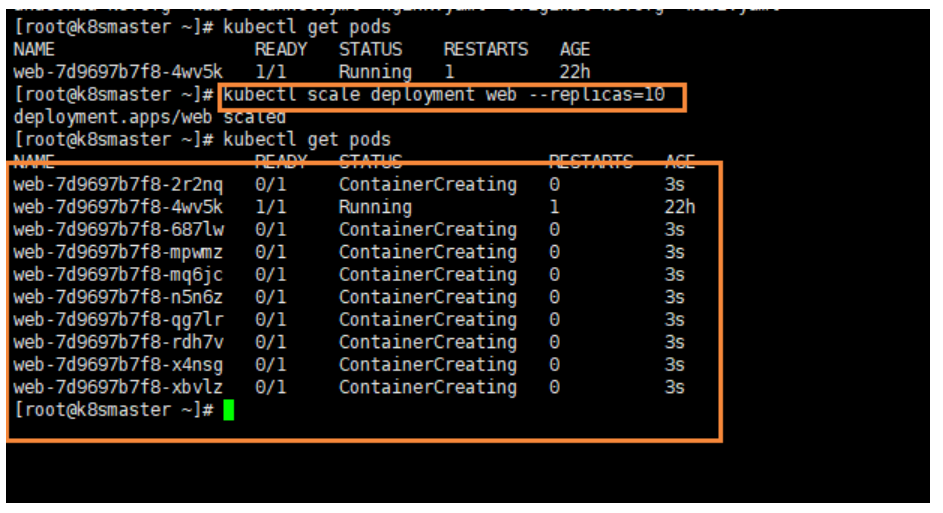 [root@k8smaster ~]# kubectl get pods
NAME READY STATUS RESTARTS AGE
web-7d9697b7f8-4wv5k 1/1 Running 1 22h
[root@k8smaster ~]# kubectl scale deployment web --replicas=10
deployment.apps/web scaled
[root@k8smaster ~]# kubectl get pods
NAME READY STATUS RESTARTS AGE
web-7d9697b7f8-2r2nq 0/1 ContainerCreating 0 3s
web-7d9697b7f8-4wv5k 1/1 Running 1 22h
web-7d9697b7f8-687lw 0/1 ContainerCreating 0 3s
web-7d9697b7f8-mpwmz 0/1 ContainerCreating 0 3s
web-7d9697b7f8-mq6jc 0/1 ContainerCreating 0 3s
web-7d9697b7f8-n5n6z 0/1 ContainerCreating 0 3s
web-7d9697b7f8-qg7lr 0/1 ContainerCreating 0 3s
web-7d9697b7f8-rdh7v 0/1 ContainerCreating 0 3s
web-7d9697b7f8-x4nsg 0/1 ContainerCreating 0 3s
web-7d9697b7f8-xbvlz 0/1 ContainerCreating 0 3s
[root@k8smaster ~]#